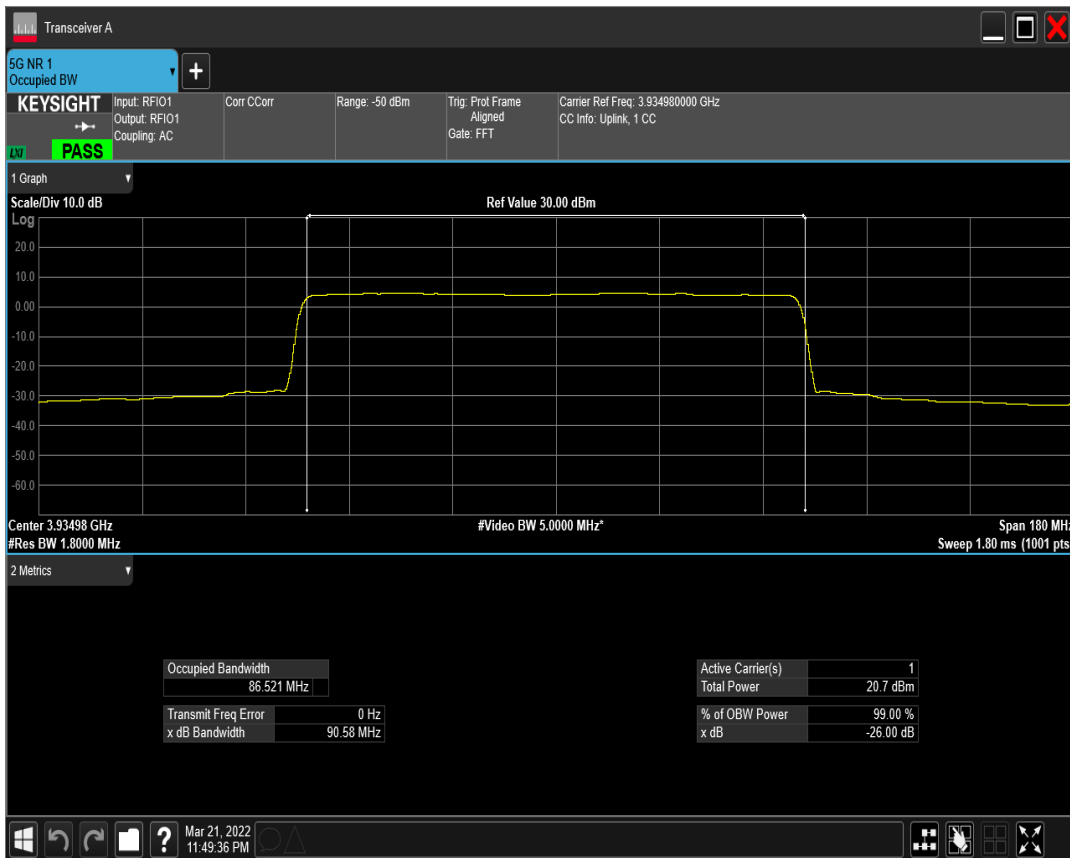 Transceiver A
5G NR 1
Occupied BW
KEYSIGHT
LXI
PASS
Input: RFIO1
Output: RFIO1
Coupling: AC
Corr CCorr
Range: -50 dBm
Trig: Prot Frame
Aligned
Gate: FFT
Carrier Ref Freq: 3.934980000 GHz
CC Info: Uplink, 1 CC
1 Graph
Scale/Div 10.0 dB
Ref Value 30.00 dBm
Log
20.0
10.0
0.00
-10.0
-20.0
-30.0
-40.0
-50.0
-60.0
Center 3.93498 GHz
#Video BW 5.0000 MHz*
Span 180 MHz
#Res BW 1.8000 MHz
Sweep 1.80 ms (1001 pts
2 Metrics
Occupied Bandwidth
86.521 MHz
Transmit Freq Error 0 Hz
x dB Bandwidth 90.58 MHz
Active Carrier(s) 1
Total Power 20.7 dBm
% of OBW Power 99.00 %
x dB -26.00 dB
?
Mar 21, 2022
11:49:36 PM